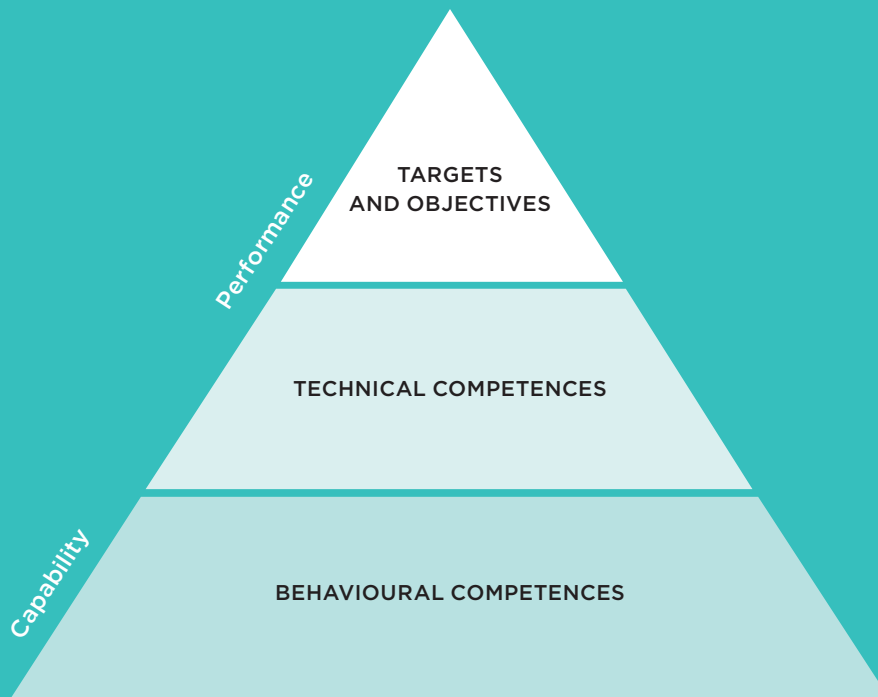 TARGETS
AND OBJECTIVES
Performance
TECHNICAL COMPETENCES
Capability
BEHAVIOURAL COMPETENCES